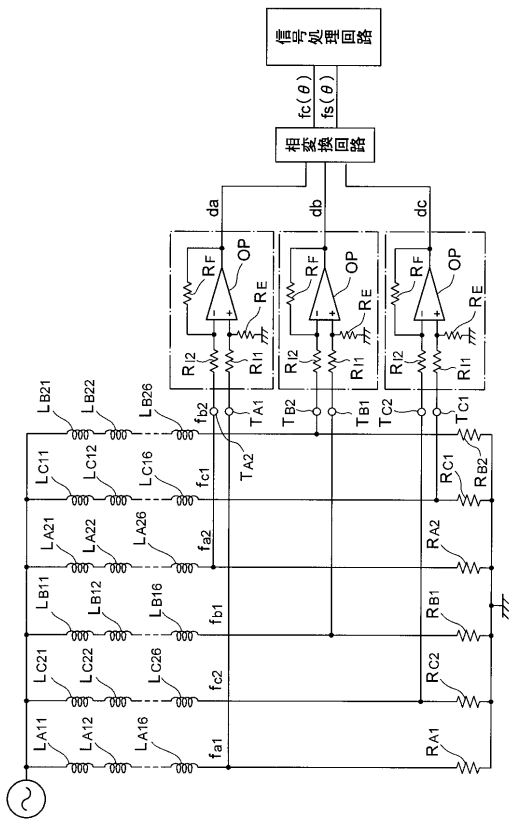 信号処理回路
fc(θ)
fs(θ)
相変換回路
da
db
dc
RF
OP
RE
RI2
RI1
RF
OP
RE
RI2
RI1
RF
OP
RE
RI2
RI1
TA2
TA1
TB2
TB1
TC2
TC1
LB21
LB22
LB26
fb2
RB2
LC11
LC12
LC16
fc1
RC1
LA21
LA22
LA26
fa2
RA2
LB11
LB12
LB16
fb1
RB1
LC21
LC22
LC26
fc2
RC2
LA11
LA12
LA16
fa1
RA1